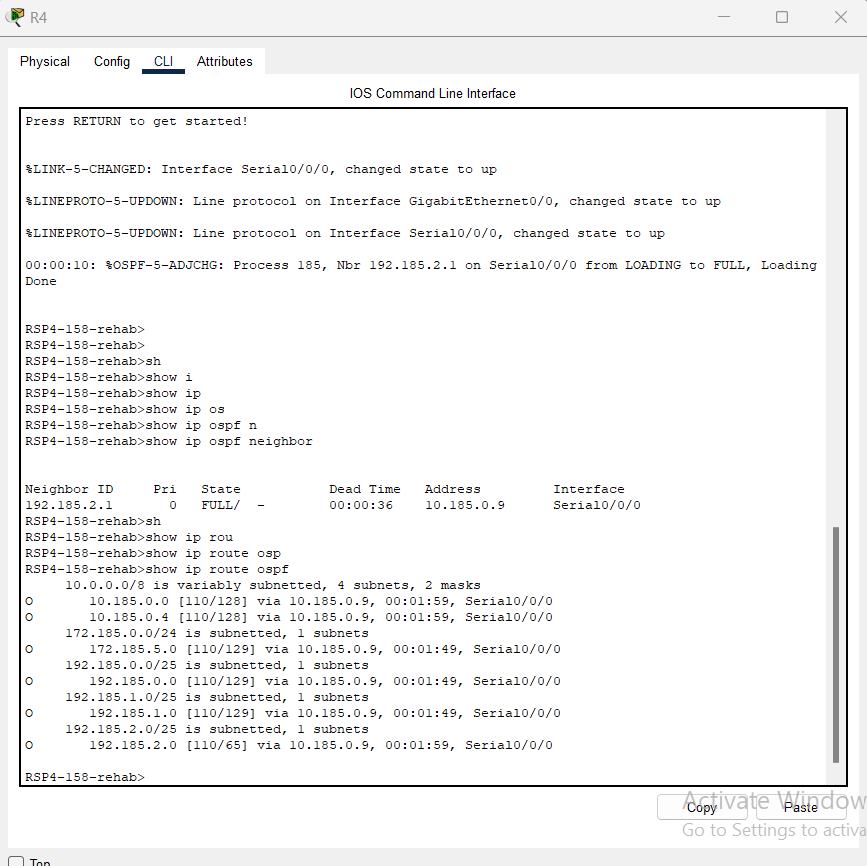 R4
Physical Config CLI Attributes
IOS Command Line Interface
Press RETURN to get started!
%LINK-5-CHANGED: Interface Serial0/0/0, changed state to up
%LINEPROTO-5-UPDOWN: Line protocol on Interface GigabitEthernet0/0, changed state to up
%LINEPROTO-5-UPDOWN: Line protocol on Interface Serial0/0/0, changed state to up
00:00:10: %OSPF-5-ADJCHG: Process 185, Nbr 192.185.2.1 on Serial0/0/0 from LOADING to FULL, Loading
Done
RSP4-158-rehab>
RSP4-158-rehab>
RSP4-158-rehab>sh
RSP4-158-rehab>show i
RSP4-158-rehab>show ip
RSP4-158-rehab>show ip os
RSP4-158-rehab>show ip ospf n
RSP4-158-rehab>show ip ospf neighbor
Neighbor ID     Pri   State           Dead Time   Address         Interface
192.185.2.1       0   FULL/  -        00:00:36    10.185.0.9      Serial0/0/0
RSP4-158-rehab>sh
RSP4-158-rehab>show ip rou
RSP4-158-rehab>show ip route osp
RSP4-158-rehab>show ip route ospf
     10.0.0.0/8 is variably subnetted, 4 subnets, 2 masks
O       10.185.0.0 [110/128] via 10.185.0.9, 00:01:59, Serial0/0/0
O       10.185.0.4 [110/128] via 10.185.0.9, 00:01:59, Serial0/0/0
     172.185.0.0/24 is subnetted, 1 subnets
O       172.185.5.0 [110/129] via 10.185.0.9, 00:01:49, Serial0/0/0
     192.185.0.0/25 is subnetted, 1 subnets
O       192.185.0.0 [110/129] via 10.185.0.9, 00:01:49, Serial0/0/0
     192.185.1.0/25 is subnetted, 1 subnets
O       192.185.1.0 [110/129] via 10.185.0.9, 00:01:49, Serial0/0/0
     192.185.2.0/25 is subnetted, 1 subnets
O       192.185.2.0 [110/65] via 10.185.0.9, 00:01:59, Serial0/0/0
RSP4-158-rehab>
Copy Paste
Activate Window
Go to Settings to activa
Top